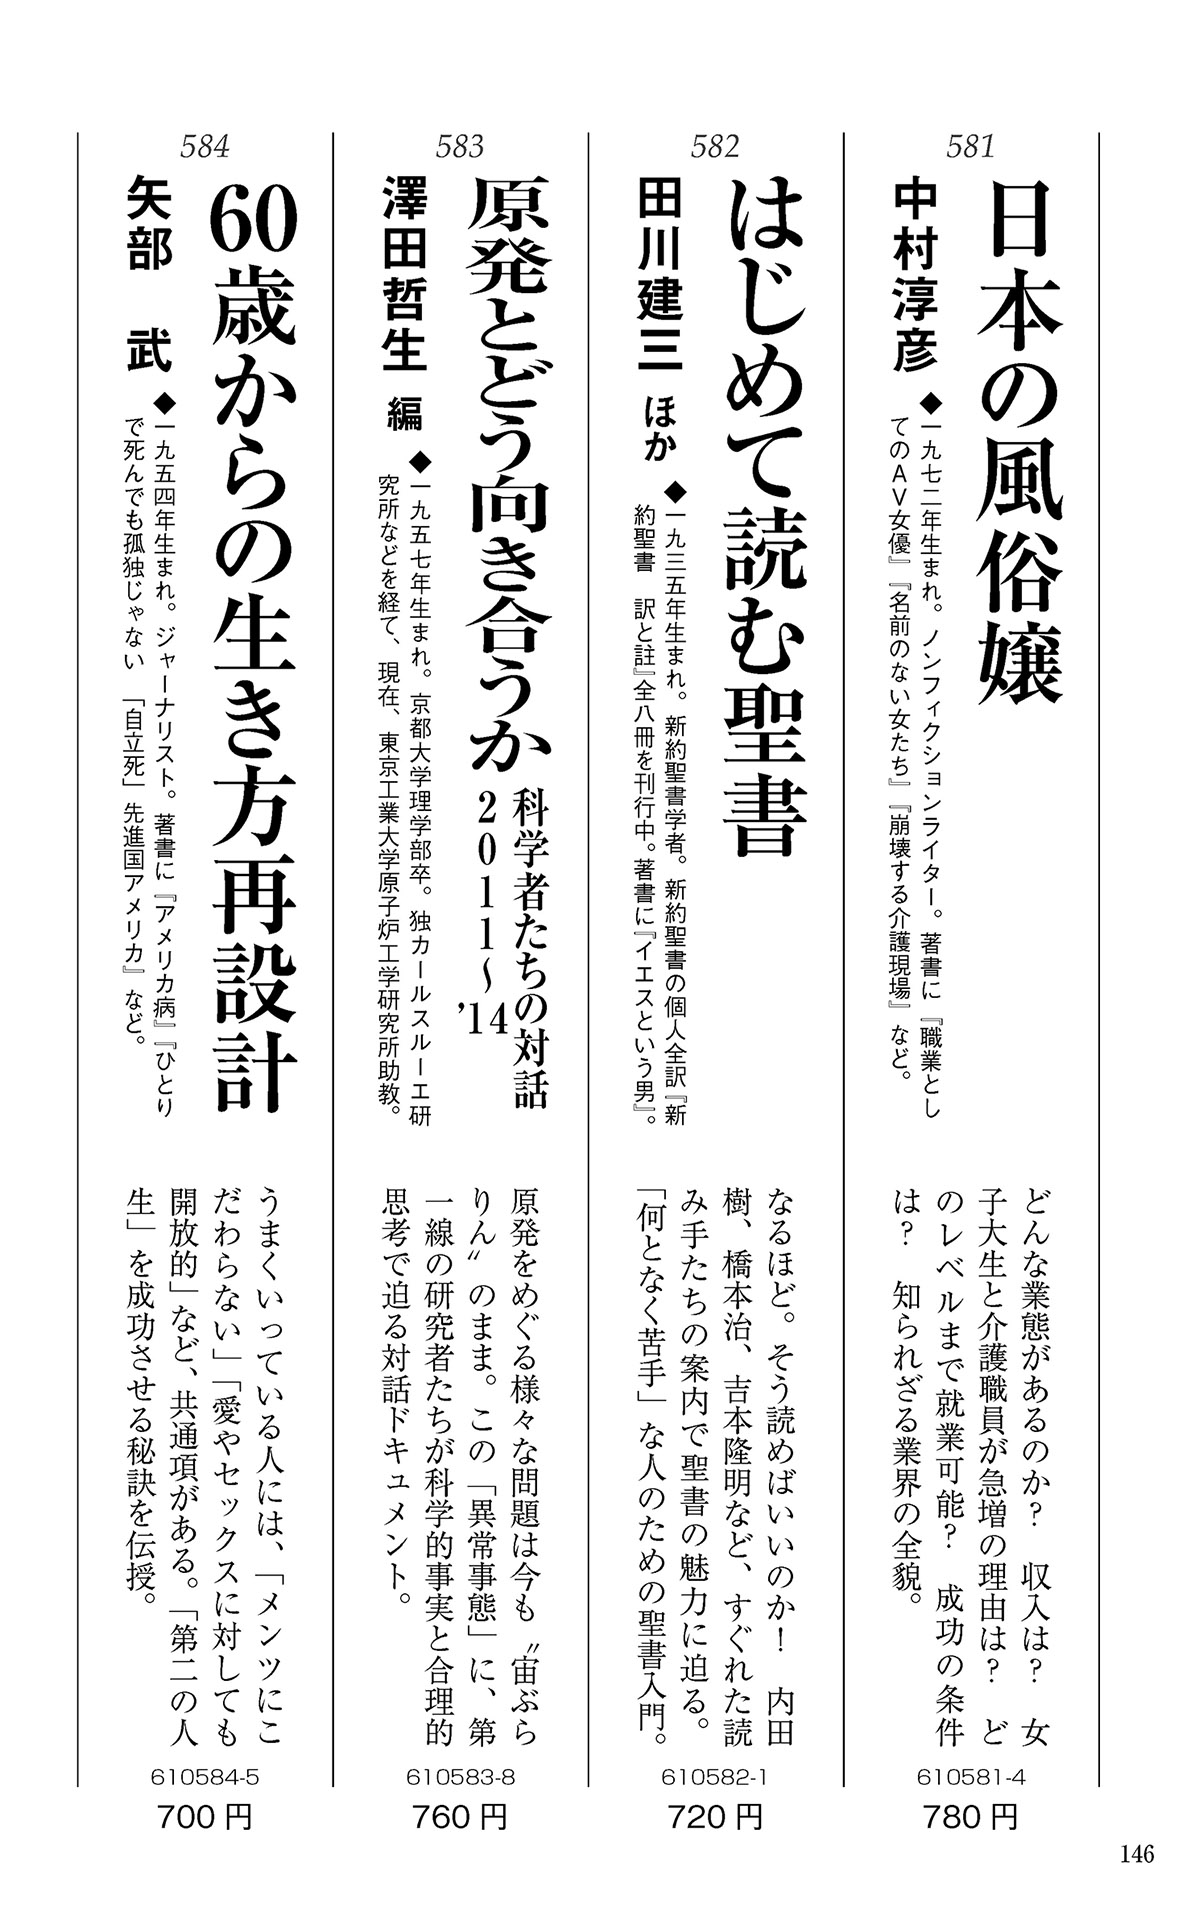 581
日本の風俗嬢
中村淳彦
◆一九七二年生まれ。ノンフィクションライター。著書に『職業とし
てのAV女優』『名前のない女たち』『崩壊する介護現場』など。
どんな業態があるのか？　収入は？　女
子大生と介護職員が急増の理由は？　ど
のレベルまで就業可能？　成功の条件
は？　知られざる業界の全貌。
610581-4
780円
582
はじめて読む聖書
田川建三 ほか
◆一九三五年生まれ。新約聖書学者。新約聖書の個人全訳『新
約聖書　訳と註』全八冊を刊行中。著書に『イエスという男』。
なるほど。そう読めばいいのか！　内田
樹、橋本治、吉本隆明など、すぐれた読
み手たちの案内で聖書の魅力に迫る。
「何となく苦手」な人のための聖書入門。
610582-1
720円
583
原発とどう向き合うか
科学者たちの対話
2011〜'14
澤田哲生 編
◆一九五七年生まれ。京都大学理学部卒。独カールスルーエ研
究所などを経て、現在、東京工業大学原子炉工学研究所助教。
原発をめぐる様々な問題は今も〝宙ぶら
りん〟のまま。この「異常事態」に、第
一線の研究者たちが科学的事実と合理的
思考で迫る対話ドキュメント。
610583-8
760円
584
60歳からの生き方再設計
矢部　武
◆一九五四年生まれ。ジャーナリスト。著書に『アメリカ病』『ひとり
で死んでも孤独じゃない　「自立死」先進国アメリカ』など。
うまくいっている人には、「メンツにこ
だわらない」「愛やセックスに対しても
開放的」など、共通項がある。「第二の人
生」を成功させる秘訣を伝授。
610584-5
700円
146